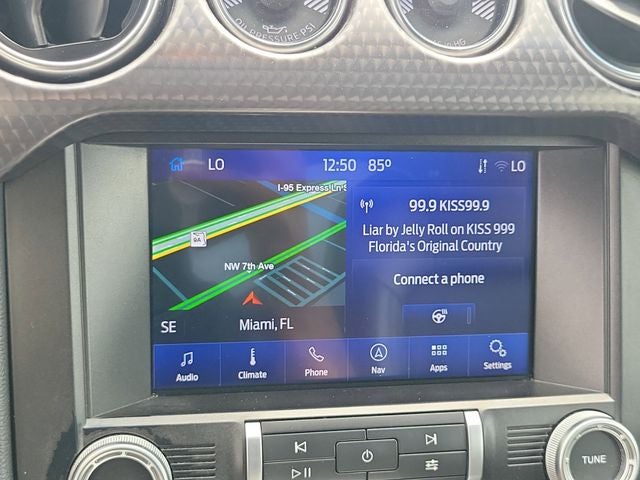 OIL PRESSURE PSI
LO 12:50 85° LO
I-95 Express Ln S
9A
NW 7th Ave
SE Miami, FL
99.9 KISS99.9
Liar by Jelly Roll on KISS 999
Florida's Original Country
Connect a phone
Audio Climate Phone Nav Apps Settings
TUNE